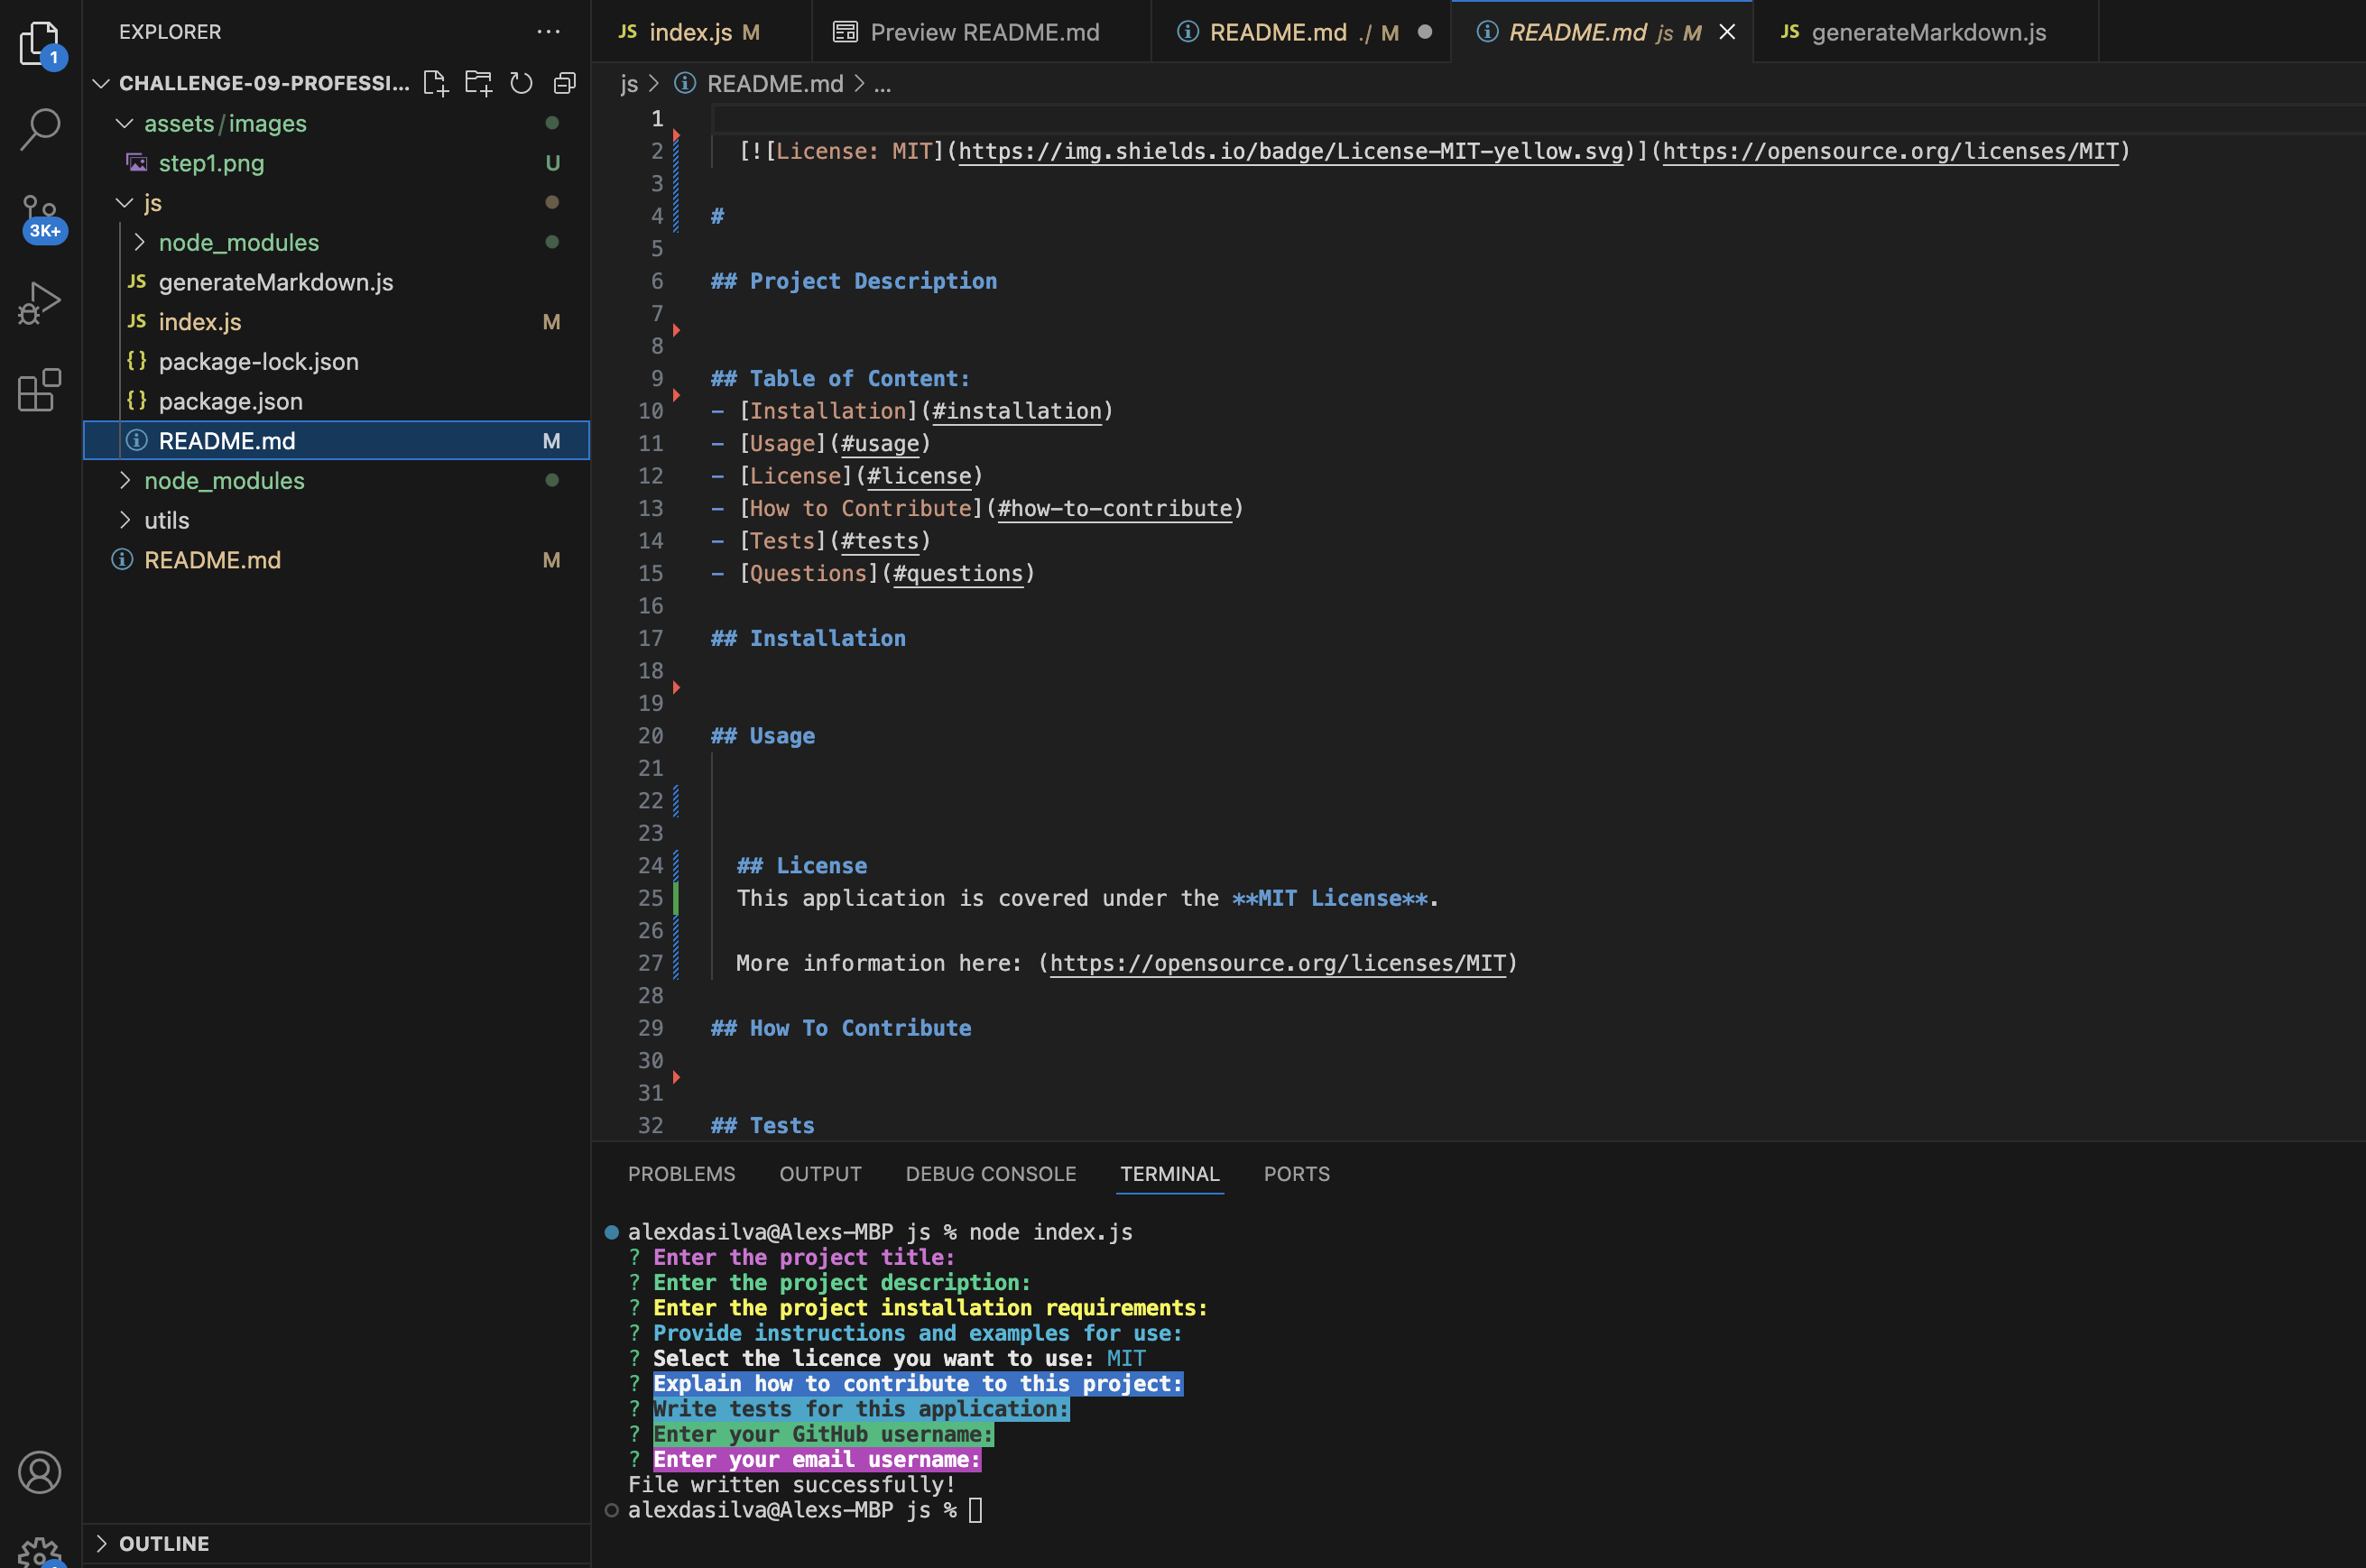 EXPLORER
CHALLENGE-09-PROFESSI...
assets/images
step1.png U
js
node_modules
JS generateMarkdown.js
JS index.js M
{} package-lock.json
{} package.json
README.md M
node_modules
utils
README.md M
OUTLINE
1
3K+
JS index.js M
Preview README.md
README.md ./ M
README.md js M
JS generateMarkdown.js
js > README.md > ...
1
2 [![License: MIT](https://img.shields.io/badge/License-MIT-yellow.svg)](https://opensource.org/licenses/MIT)
3
4 #
5
6 ## Project Description
7
8
9 ## Table of Content:
10 - [Installation](#installation)
11 - [Usage](#usage)
12 - [License](#license)
13 - [How to Contribute](#how-to-contribute)
14 - [Tests](#tests)
15 - [Questions](#questions)
16
17 ## Installation
18
19
20 ## Usage
21
22
23
24 ## License
25 This application is covered under the **MIT License**.
26
27 More information here: (https://opensource.org/licenses/MIT)
28
29 ## How To Contribute
30
31
32 ## Tests
PROBLEMS OUTPUT DEBUG CONSOLE TERMINAL PORTS
alexdasilva@Alexs-MBP js % node index.js
? Enter the project title:
? Enter the project description:
? Enter the project installation requirements:
? Provide instructions and examples for use:
? Select the licence you want to use: MIT
? Explain how to contribute to this project:
? Write tests for this application:
? Enter your GitHub username:
? Enter your email username:
File written successfully!
alexdasilva@Alexs-MBP js %